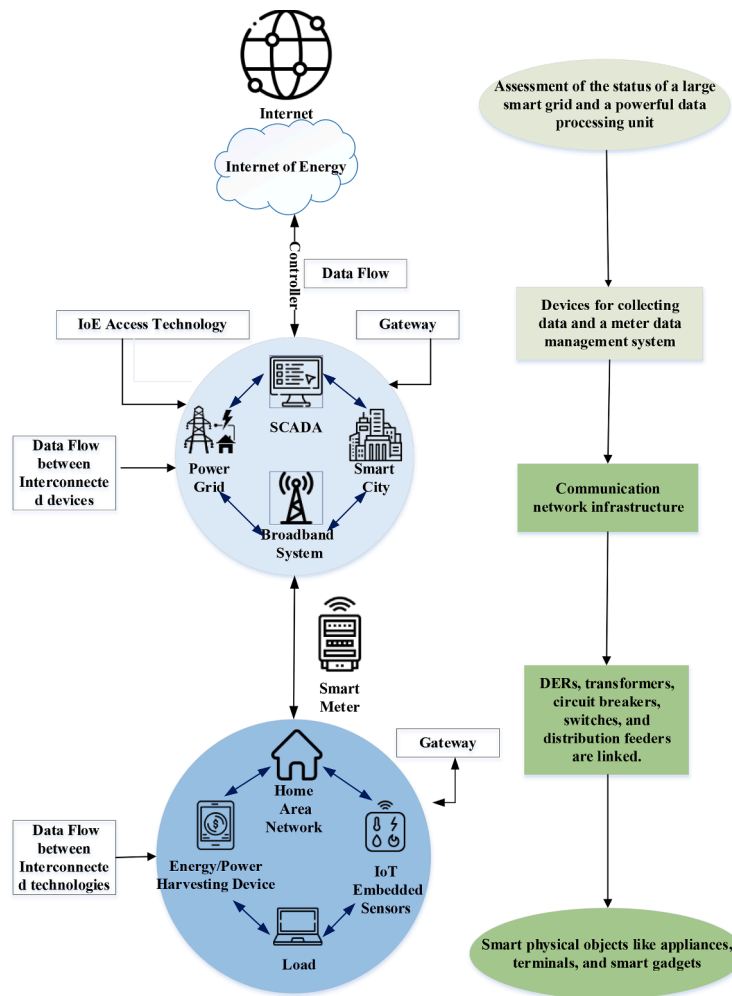 Internet
Internet of Energy
Controller
Data Flow
IoE Access Technology
Gateway
SCADA
Power
Grid
Smart
City
Broadband
System
Data Flow
between
Interconnecte
d devices
Smart
Meter
Gateway
Home
Area
Network
Energy/Power
Harvesting Device
IoT
Embedded
Sensors
Load
Data Flow
between
Interconnecte
d technologies
Assessment of the status of a large
smart grid and a powerful data
processing unit
Devices for collecting
data and a meter data
management system
Communication
network infrastructure
DERs, transformers,
circuit breakers,
switches, and
distribution feeders
are linked.
Smart physical objects like appliances,
terminals, and smart gadgets